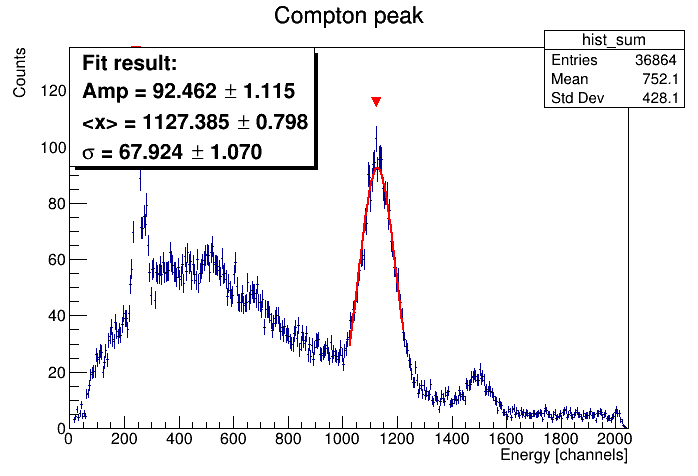 Compton peak
hist_sum
Entries 36864
Mean 752.1
Std Dev 428.1
Fit result:
Amp = 92.462 ± 1.115
<x> = 1127.385 ± 0.798
σ = 67.924 ± 1.070
Counts
120
100
80
60
40
20
0
0 200 400 600 800 1000 1200 1400 1600 1800 2000
Energy [channels]